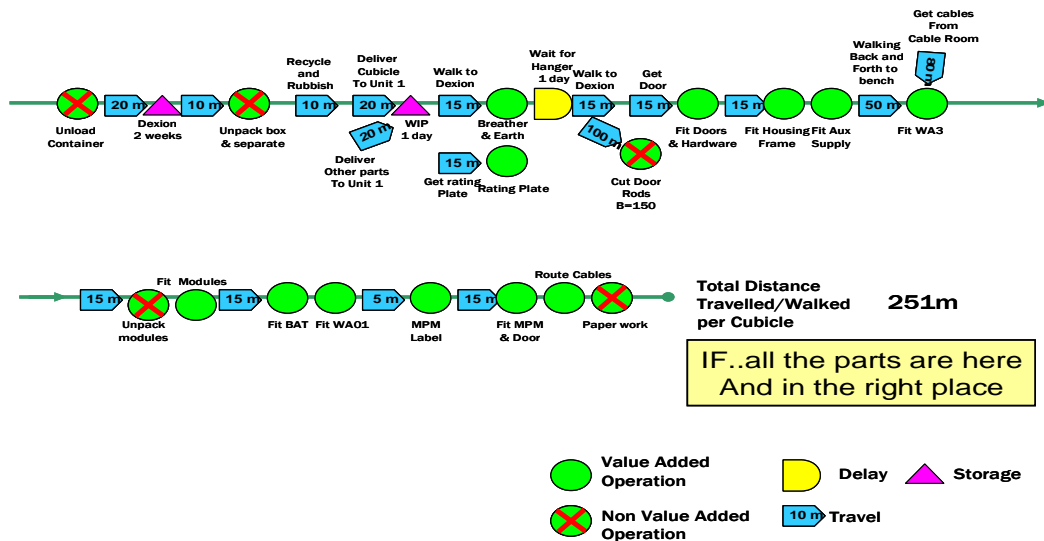 Get cables
From
Cable Room
80 m
Walking
Back and
Forth to
bench
Wait for
Hanger
1 day
Deliver
Cubicle
To Unit 1
Recycle
and
Rubbish
Walk to
Dexion
Walk to
Dexion
Get
Door
20 m
10 m
10 m
20 m
15 m
15 m
15 m
15 m
50 m
Unload
Container
Dexion
2 weeks
Unpack box
& separate
20 m
WIP
1 day
Breather
& Earth
100 m
Fit Doors
& Hardware
Fit Housing
Frame
Fit Aux
Supply
Fit WA3
Deliver
Other parts
To Unit 1
15 m
Get rating
Plate
Rating Plate
Cut Door
Rods
B=150
Fit Modules
Route Cables
15 m
15 m
5 m
15 m
Unpack
modules
Fit BAT
Fit WA01
MPM
Label
Fit MPM
& Door
Paper work
Total Distance
Travelled/Walked
per Cubicle
251m
IF..all the parts are here
And in the right place
Value Added
Operation
Delay
Storage
Non Value Added
Operation
10 m
Travel